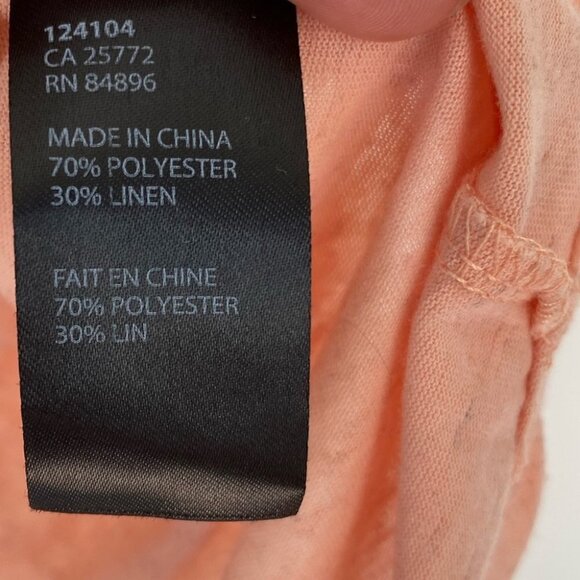 124104
CA 25772
RN 84896
MADE IN CHINA
70% POLYESTER
30% LINEN
FAIT EN CHINE
70% POLYESTER
30% LIN